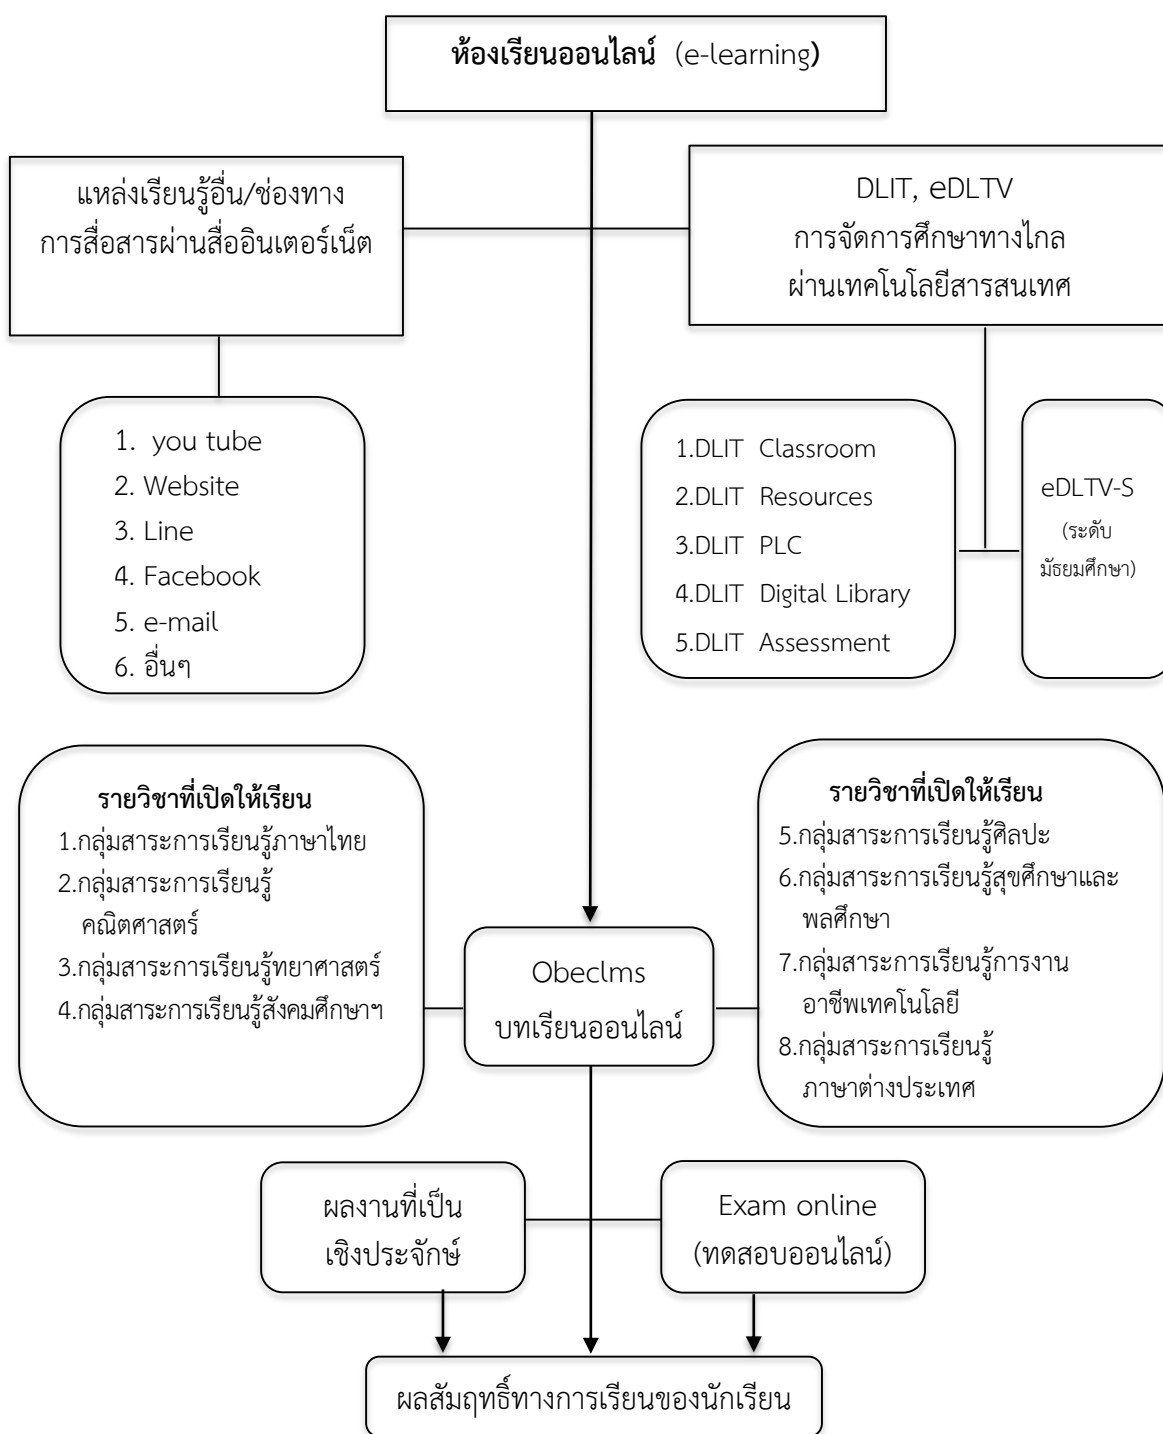 ห้องเรียนออนไลน์ (e-learning)
แหล่งเรียนรู้อื่น/ช่องทาง
การสื่อสารผ่านสื่ออินเตอร์เน็ต
DLIT, eDLTV
การจัดการศึกษาทางไกล
ผ่านเทคโนโลยีสารสนเทศ
1. you tube
2. Website
3. Line
4. Facebook
5. e-mail
6. อื่นๆ
1.DLIT Classroom
2.DLIT Resources
3.DLIT PLC
4.DLIT Digital Library
5.DLIT Assessment
eDLTV-S
(ระดับ
มัธยมศึกษา)
รายวิชาที่เปิดให้เรียน
1.กลุ่มสาระการเรียนรู้ภาษาไทย
2.กลุ่มสาระการเรียนรู้
คณิตศาสตร์
3.กลุ่มสาระการเรียนรู้ทยาศาสตร์
4.กลุ่มสาระการเรียนรู้สังคมศึกษาฯ
Obeclms
บทเรียนออนไลน์
รายวิชาที่เปิดให้เรียน
5.กลุ่มสาระการเรียนรู้ศิลปะ
6.กลุ่มสาระการเรียนรู้สุขศึกษาและ
พลศึกษา
7.กลุ่มสาระการเรียนรู้การงาน
อาชีพเทคโนโลยี
8.กลุ่มสาระการเรียนรู้
ภาษาต่างประเทศ
ผลงานที่เป็น
เชิงประจักษ์
Exam online
(ทดสอบออนไลน์)
ผลสัมฤทธิ์ทางการเรียนของนักเรียน